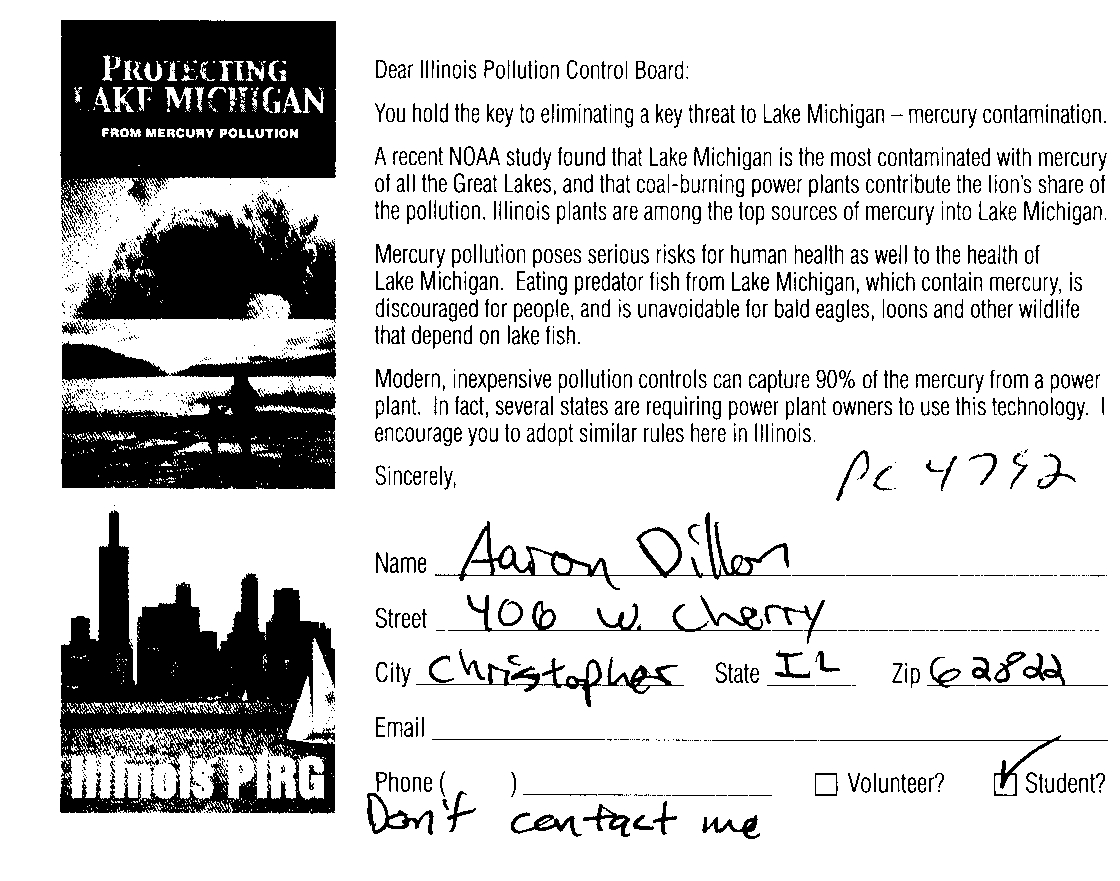 PROTECTING
LAKE MICHIGAN
FROM MERCURY POLLUTION
Illinois PIRG
Dear Illinois Pollution Control Board:
You hold the key to eliminating a key threat to Lake Michigan – mercury contamination.
A recent NOAA study found that Lake Michigan is the most contaminated with mercury
of all the Great Lakes, and that coal-burning power plants contribute the lion's share of
the pollution. Illinois plants are among the top sources of mercury into Lake Michigan.
Mercury pollution poses serious risks for human health as well to the health of
Lake Michigan. Eating predator fish from Lake Michigan, which contain mercury, is
discouraged for people, and is unavoidable for bald eagles, loons and other wildlife
that depend on lake fish.
Modern, inexpensive pollution controls can capture 90% of the mercury from a power
plant. In fact, several states are requiring power plant owners to use this technology. I
encourage you to adopt similar rules here in Illinois.
Sincerely,
PC 4792
Name Aaron Dillon
Street 406 W. Cherry
City Christopher State IL Zip 62822
Email
Phone ( ) Volunteer? Student?
Don't contact me